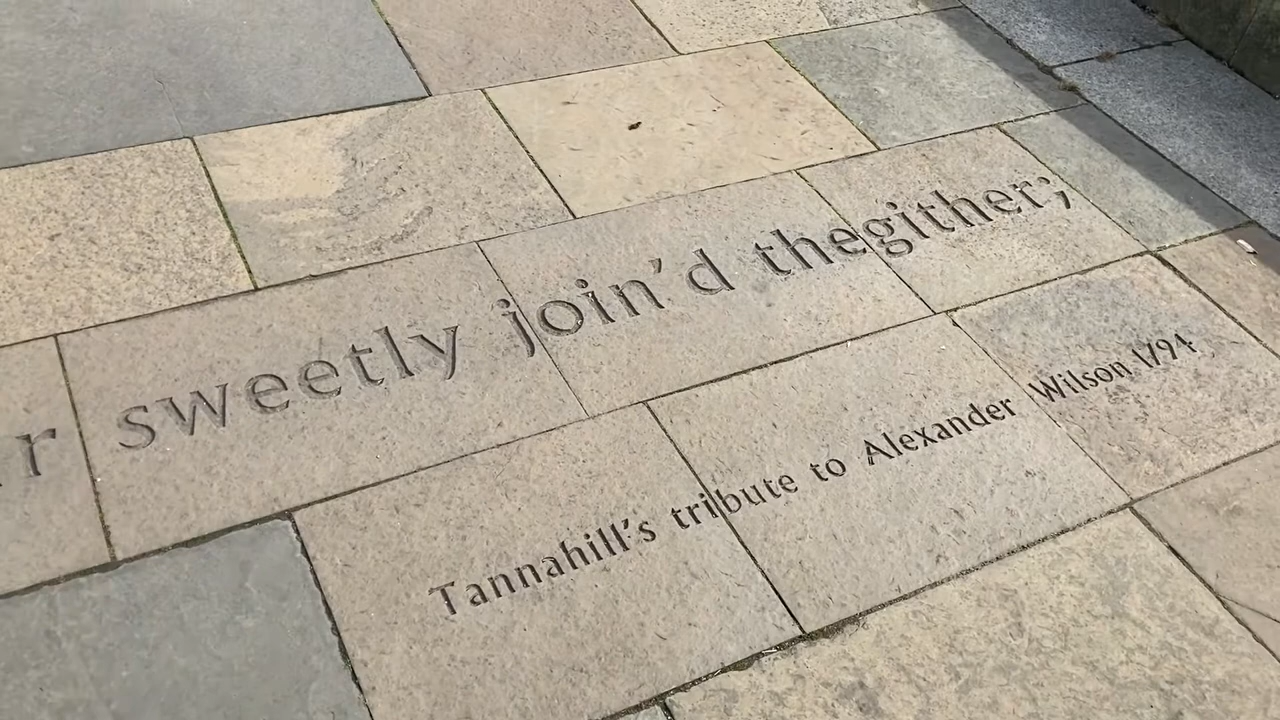 r sweetly join'd thegither;
Tannahill's tribute to Alexander Wilson 1794